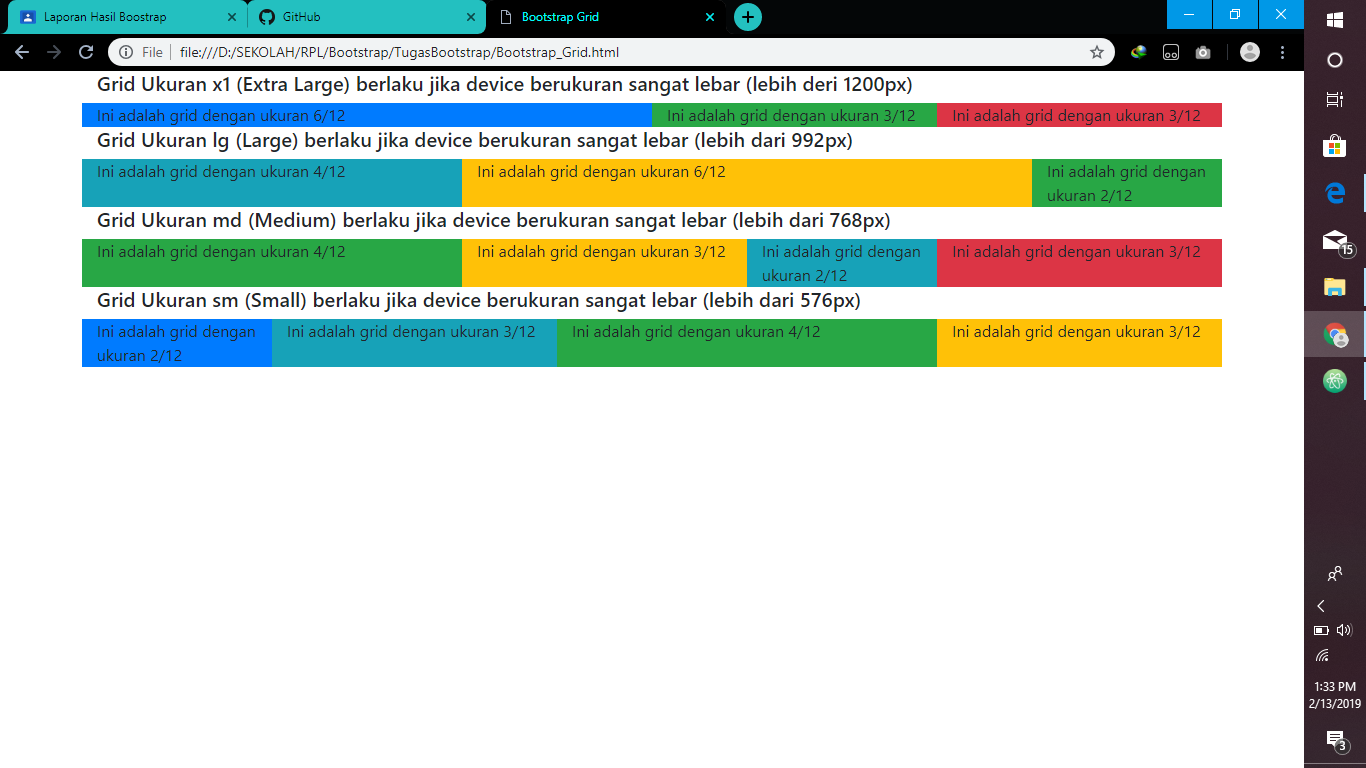 Laporan Hasil Boostrap
GitHub
Bootstrap Grid
File
file:///D:/SEKOLAH/RPL/Bootstrap/TugasBootstrap/Bootstrap_Grid.html
Grid Ukuran x1 (Extra Large) berlaku jika device berukuran sangat lebar (lebih deri 1200px)
Ini adalah grid dengan ukuran 6/12
Ini adalah grid dengan ukuran 3/12
Ini adalah grid dengan ukuran 3/12
Grid Ukuran lg (Large) berlaku jika device berukuran sangat lebar (lebih dari 992px)
Ini adalah grid dengan ukuran 4/12
Ini adalah grid dengan ukuran 6/12
Ini adalah grid dengan
ukuran 2/12
Grid Ukuran md (Medium) berlaku jika device berukuran sangat lebar (lebih dari 768px)
Ini adalah grid dengan ukuran 4/12
Ini adalah grid dengan ukuran 3/12
Ini adalah grid dengan
ukuran 2/12
Ini adalah grid dengan ukuran 3/12
Grid Ukuran sm (Small) berlaku jika device berukuran sangat lebar (lebih dari 576px)
Ini adalah grid dengan
ukuran 2/12
Ini adalah grid dengan ukuran 3/12
Ini adalah grid dengan ukuran 4/12
Ini adalah grid dengan ukuran 3/12
15
1:33 PM
2/13/2019
3